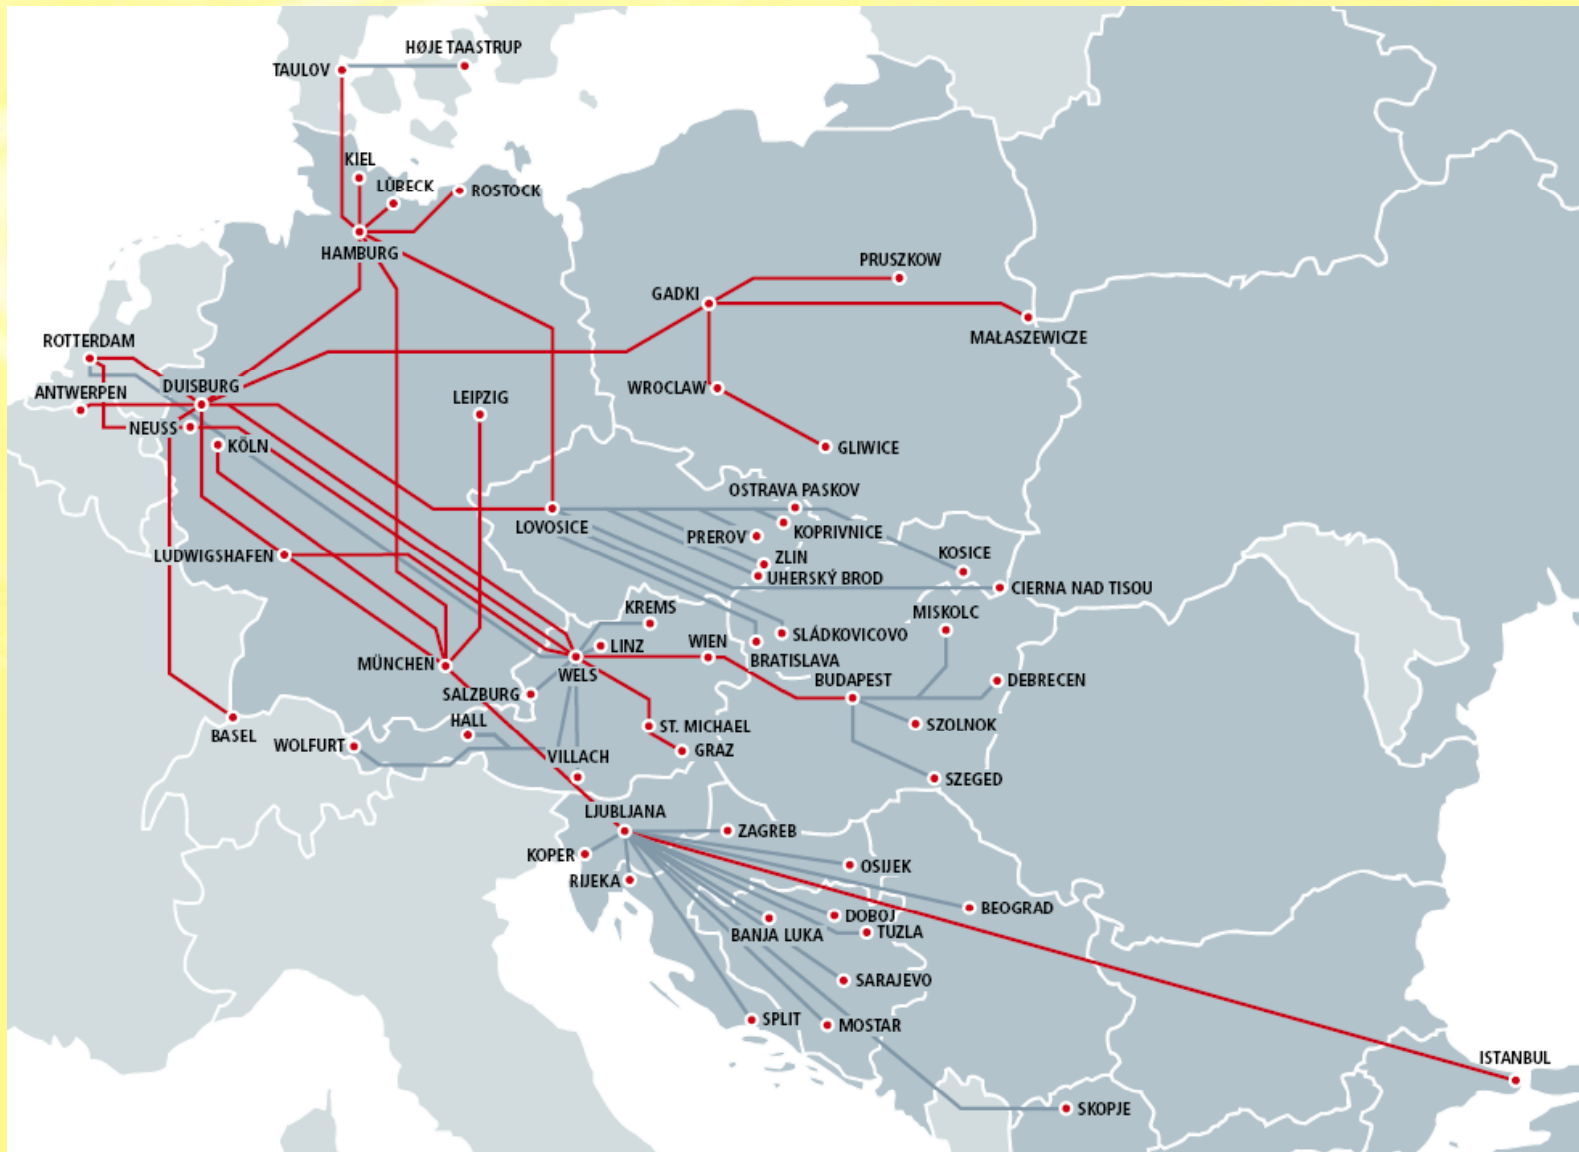 HØJE TAASTRUP
TAULOV
KIEL
LÜBECK
ROSTOCK
HAMBURG
PRUSZKOW
GADKI
MAŁASZEWICZE
ROTTERDAM
DUISBURG
ANTWERPEN
WROCLAW
LEIPZIG
NEUSS
KÖLN
GLIWICE
OSTRAVA PASKOV
LOVOSICE
KOPRIVNICE
PREROV
KOSICE
LUDWIGSHAFEN
ZLIN
UHERSKÝ BROD
CIERNA NAD TISOU
KREMS
MISKOLC
SLÁDKOVICOVO
LINZ
WIEN
BRATISLAVA
MÜNCHEN
WELS
BUDAPEST
DEBRECEN
SALZBURG
HALL
ST. MICHAEL
SZOLNOK
BASEL
WOLFURT
GRAZ
VILLACH
SZEGED
LJUBLJANA
ZAGREB
KOPER
OSIJEK
RIJEKA
BEOGRAD
DOBOJ
BANJA LUKA
TUZLA
SARAJEVO
SPLIT
MOSTAR
ISTANBUL
SKOPJE